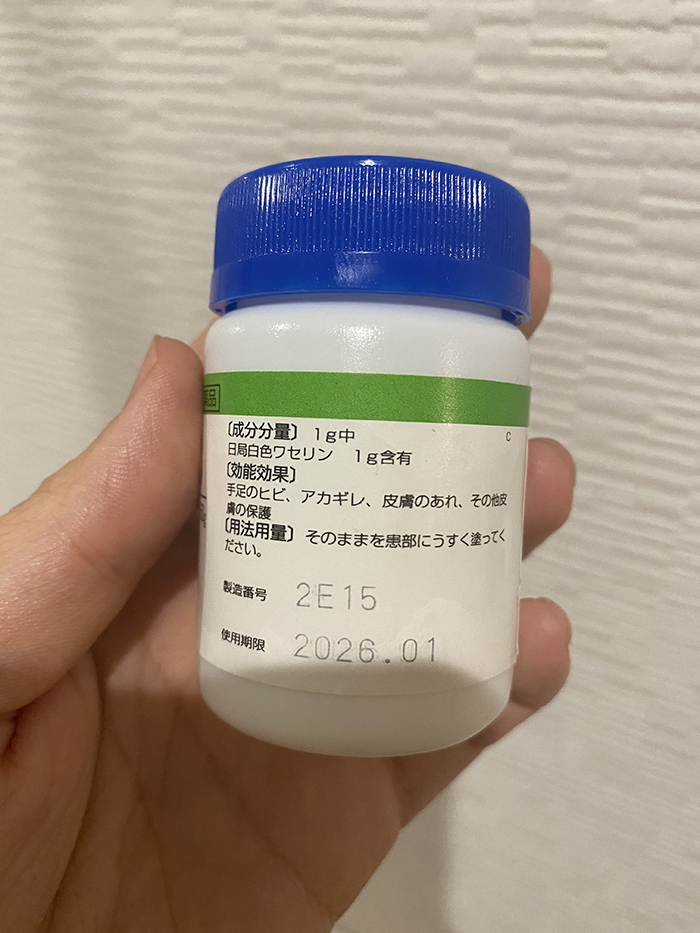 〔成分分量〕 1g中
C
日局白色ワセリン 1g含有
〔効能効果〕
手足のヒビ、アカギレ、皮膚のあれ、その他皮
膚の保護
〔用法用量〕 そのままを患部にうすく塗ってく
ださい。
製造番号 2E15
使用期限 2026.01